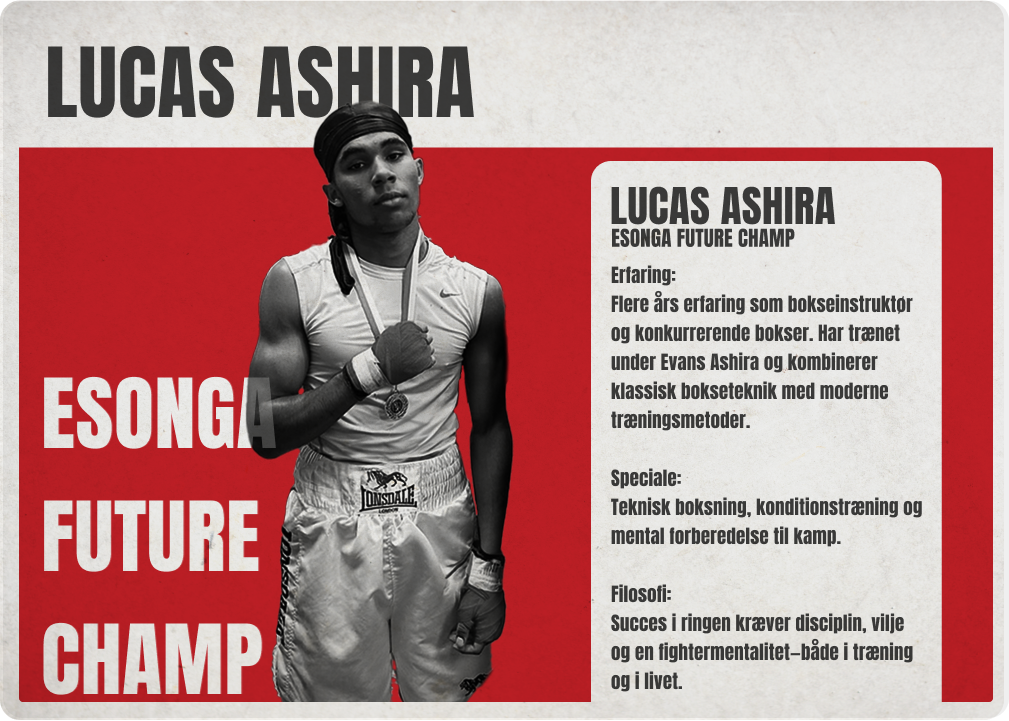 LUCAS ASHIRA
ESONGA
FUTURE
CHAMP
LONSDALE
LONDON
LUCAS ASHIRA
ESONGA FUTURE CHAMP
Erfaring:
Flere års erfaring som bokseinstruktør
og konkurrerende bokser. Har trænet
under Evans Ashira og kombinerer
klassisk bokseteknik med moderne
træningsmetoder.
Speciale:
Teknisk boksning, konditionstræning og
mental forberedelse til kamp.
Filosofi:
Succes i ringen kræver disciplin, vilje
og en fightermentalitet–både i træning
og i livet.